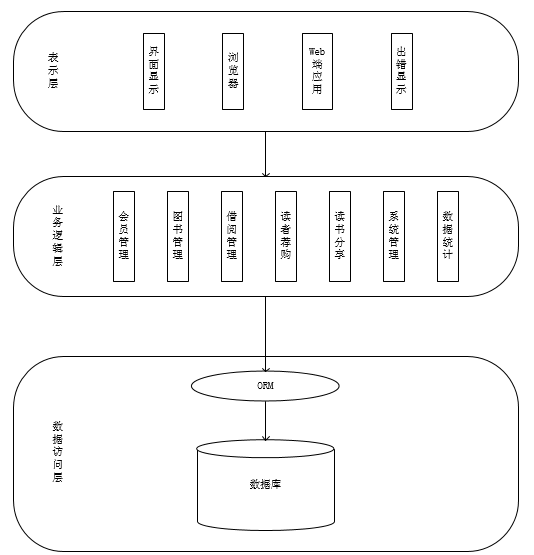 表示层
界面显示
浏览器
Web端应用
出错显示
业务逻辑层
会员管理
图书管理
借阅管理
读者荐购
读书分享
系统管理
数据统计
数据访问层
ORM
数据库